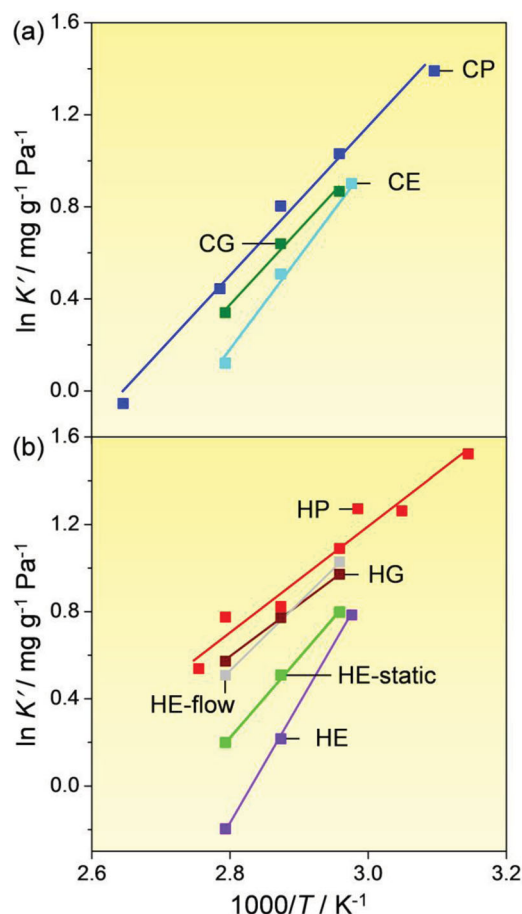 (a)
1.6
1.2
0.8
0.4
0.0
ln K′ / mg g⁻¹ Pa⁻¹
CP
CE
CG
(b)
1.6
1.2
0.8
0.4
0.0
ln K′ / mg g⁻¹ Pa⁻¹
HP
HG
HE-flow
HE-static
HE
2.6 2.8 3.0 3.2
1000/T / K⁻¹